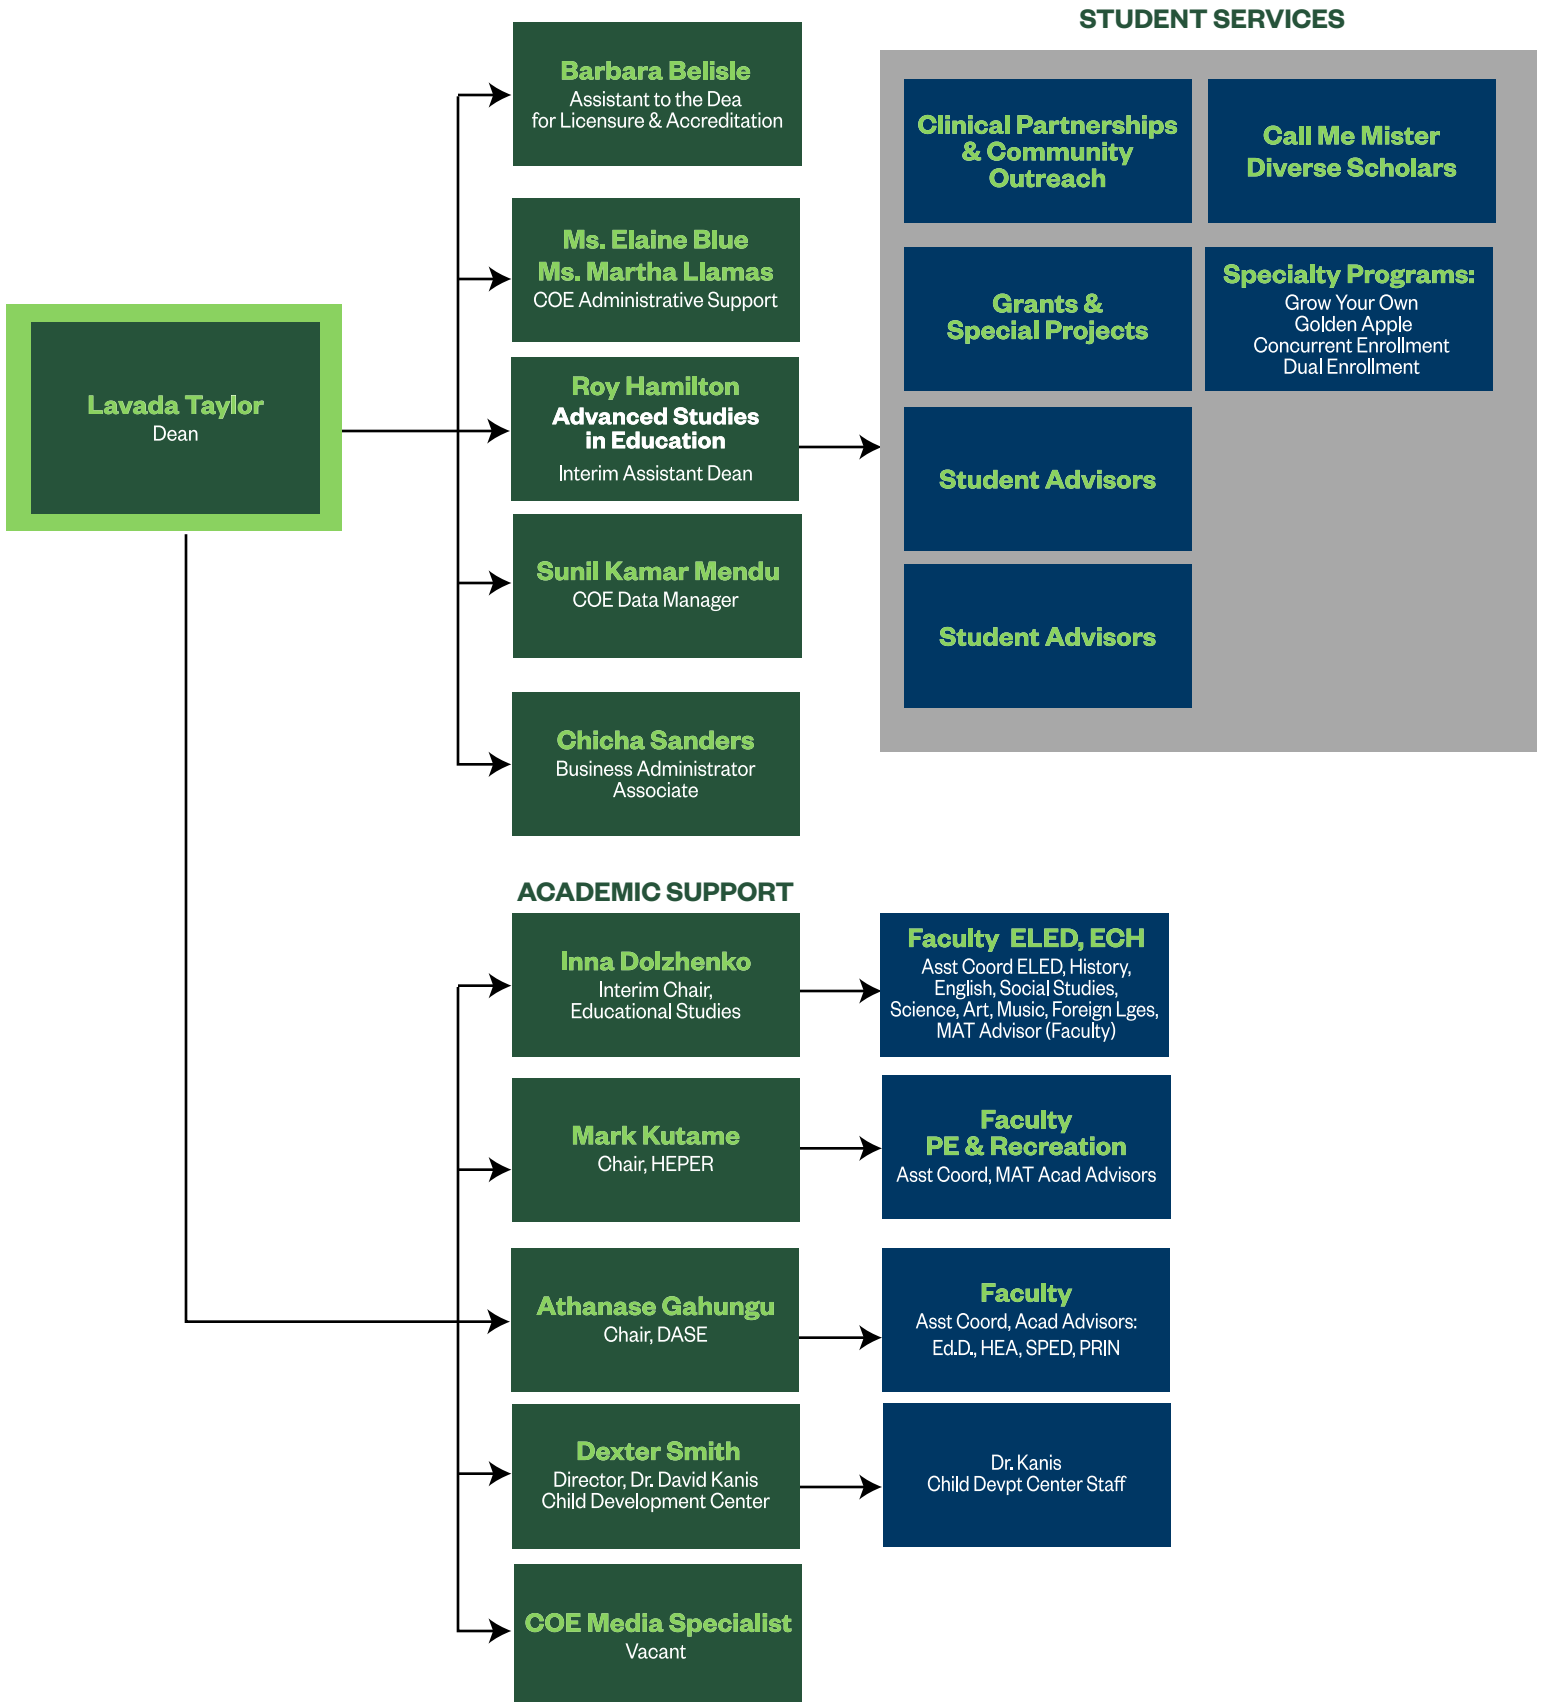 STUDENT SERVICES
Barbara Belisle
Assistant to the Dea
for Licensure & Accreditation
Clinical Partnerships
& Community
Outreach
Call Me Mister
Diverse Scholars
Ms. Elaine Blue
Ms. Martha Llamas
COE Administrative Support
Grants &
Special Projects
Specialty Programs:
Grow Your Own
Golden Apple
Concurrent Enrollment
Dual Enrollment
Lavada Taylor
Dean
Roy Hamilton
Advanced Studies
in Education
Interim Assistant Dean
Student Advisors
Sunil Kamar Mendu
COE Data Manager
Student Advisors
Chicha Sanders
Business Administrator
Associate
ACADEMIC SUPPORT
Inna Dolzhenko
Interim Chair,
Educational Studies
Faculty ELED, ECH
Asst Coord ELED, History,
English, Social Studies,
Science, Art, Music, Foreign Lges,
MAT Advisor (Faculty)
Mark Kutame
Chair, HEPER
Faculty
PE & Recreation
Asst Coord, MAT Acad Advisors
Athanase Gahungu
Chair, DASE
Faculty
Asst Coord, Acad Advisors:
Ed.D., HEA, SPED, PRIN
Dexter Smith
Director, Dr. David Kanis
Child Development Center
Dr. Kanis
Child Devpt Center Staff
COE Media Specialist
Vacant